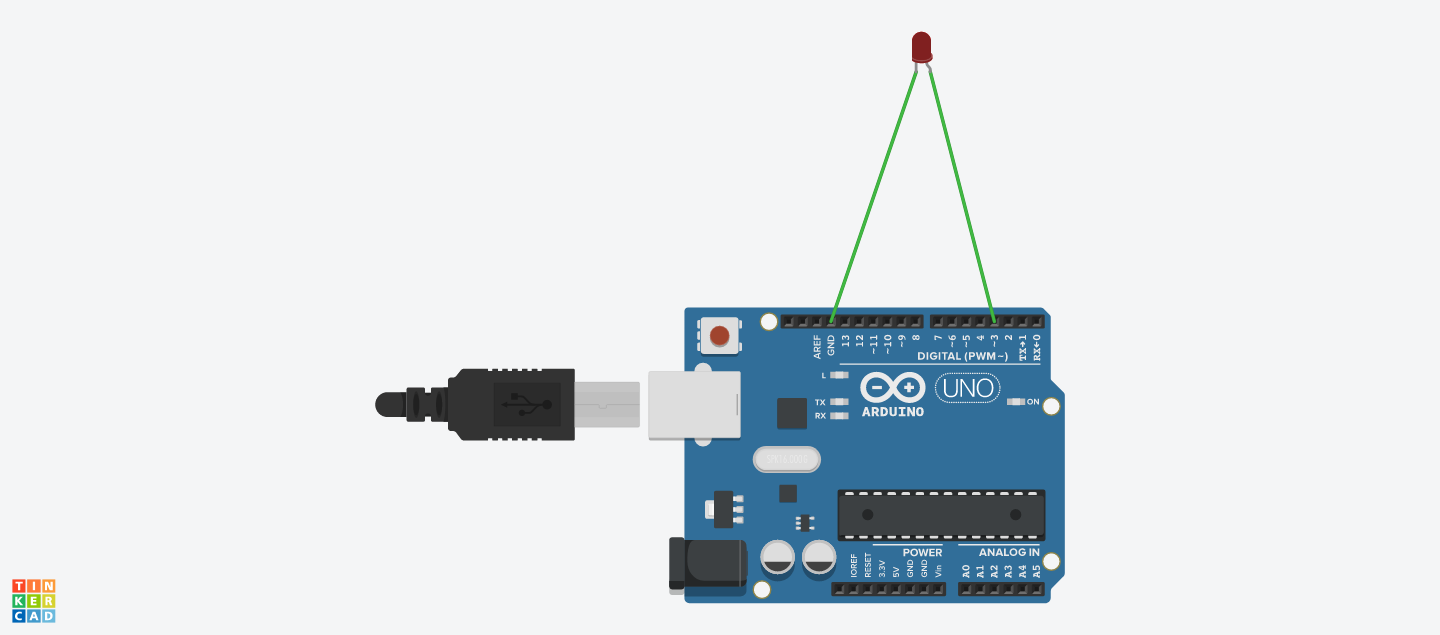 AREF
GND
13
12
~11
~10
~9
8
7
~6
~5
4
~3
2
TX→1
RX←0
DIGITAL (PWM~)
L
TX
RX
ARDUINO
UNO
ON
POWER
ANALOG IN
IOREF
RESET
3.3V
5V
GND
GND
Vin
A0
A1
A2
A3
A4
A5
TIN
KER
CAD